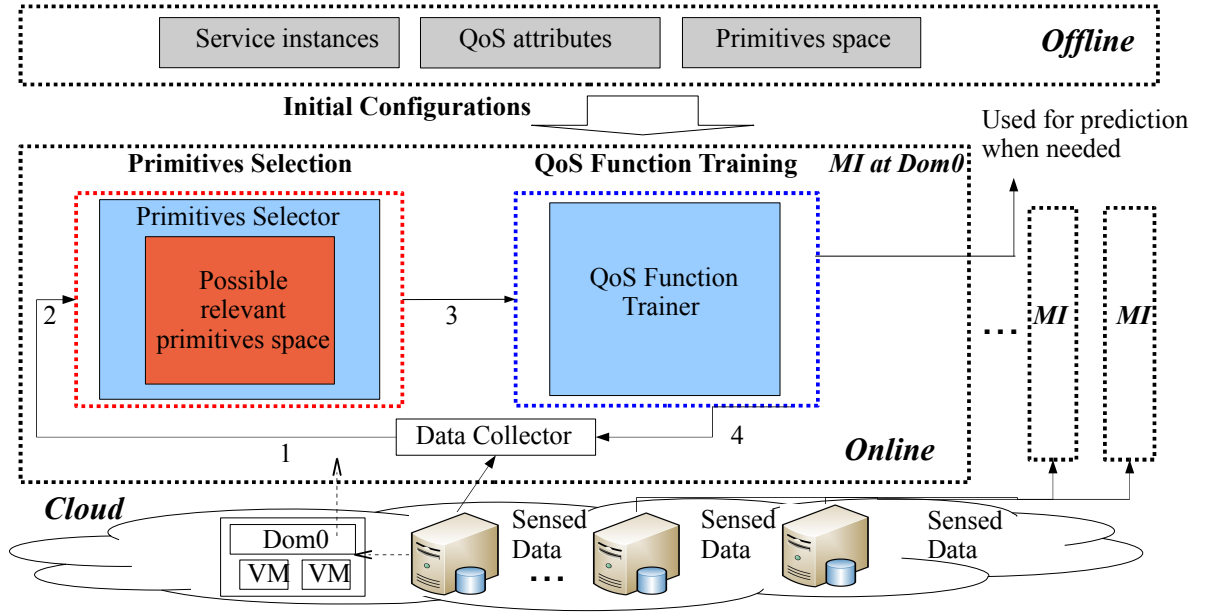 Service instances
QoS attributes
Primitives space
Offline
Initial Configurations
Used for prediction
when needed
Primitives Selection
QoS Function Training
MI at Dom0
Primitives Selector
Possible
relevant
primitives space
QoS Function
Trainer
2
3
...
MI
MI
1
Data Collector
4
Online
Cloud
Dom0
VM
VM
Sensed
Data
...
Sensed
Data
Sensed
Data